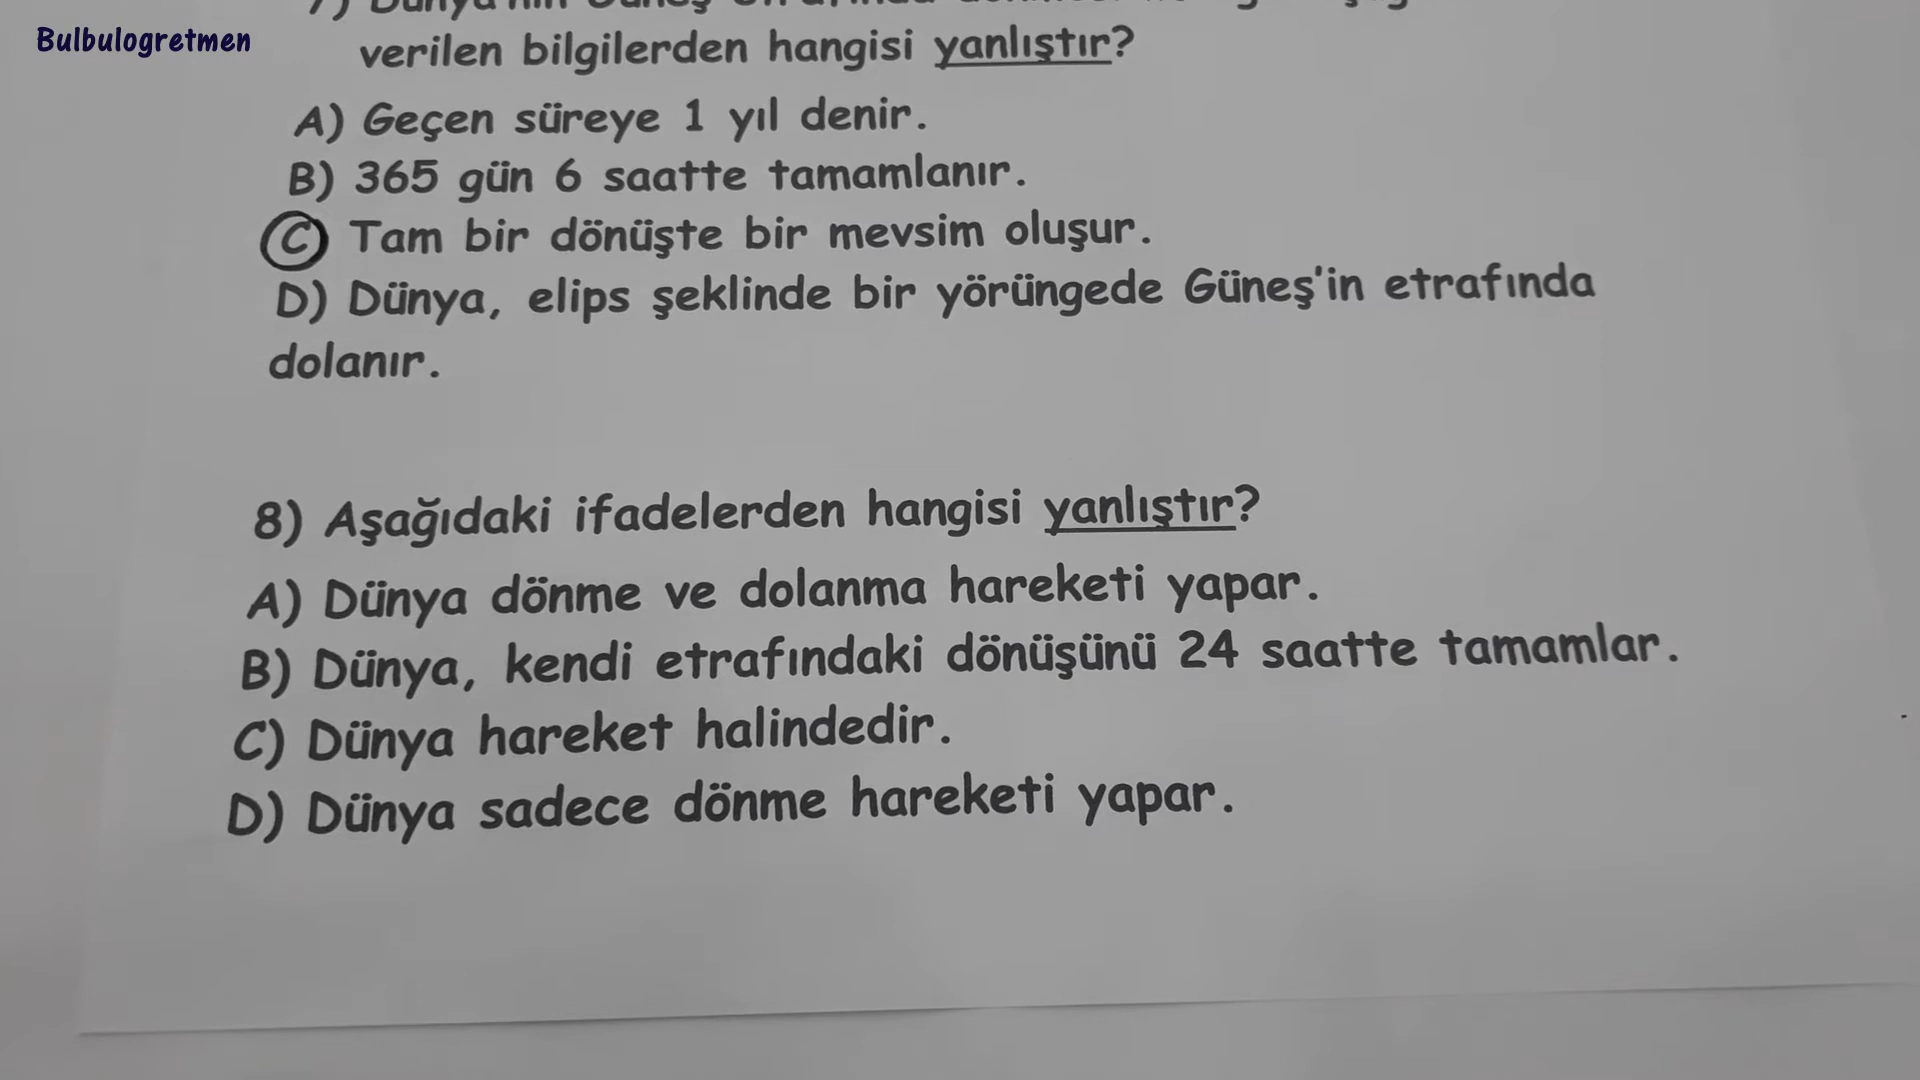 Bulbulogretmen
verilen bilgilerden hangisi yanlıştır?
A) Geçen süreye 1 yıl denir.
B) 365 gün 6 saatte tamamlanır.
C) Tam bir dönüşte bir mevsim oluşur.
D) Dünya, elips şeklinde bir yörüngede Güneş'in etrafında
dolanır.
8) Aşağıdaki ifadelerden hangisi yanlıştır?
A) Dünya dönme ve dolanma hareketi yapar.
B) Dünya, kendi etrafındaki dönüşünü 24 saatte tamamlar.
C) Dünya hareket halindedir.
D) Dünya sadece dönme hareketi yapar.